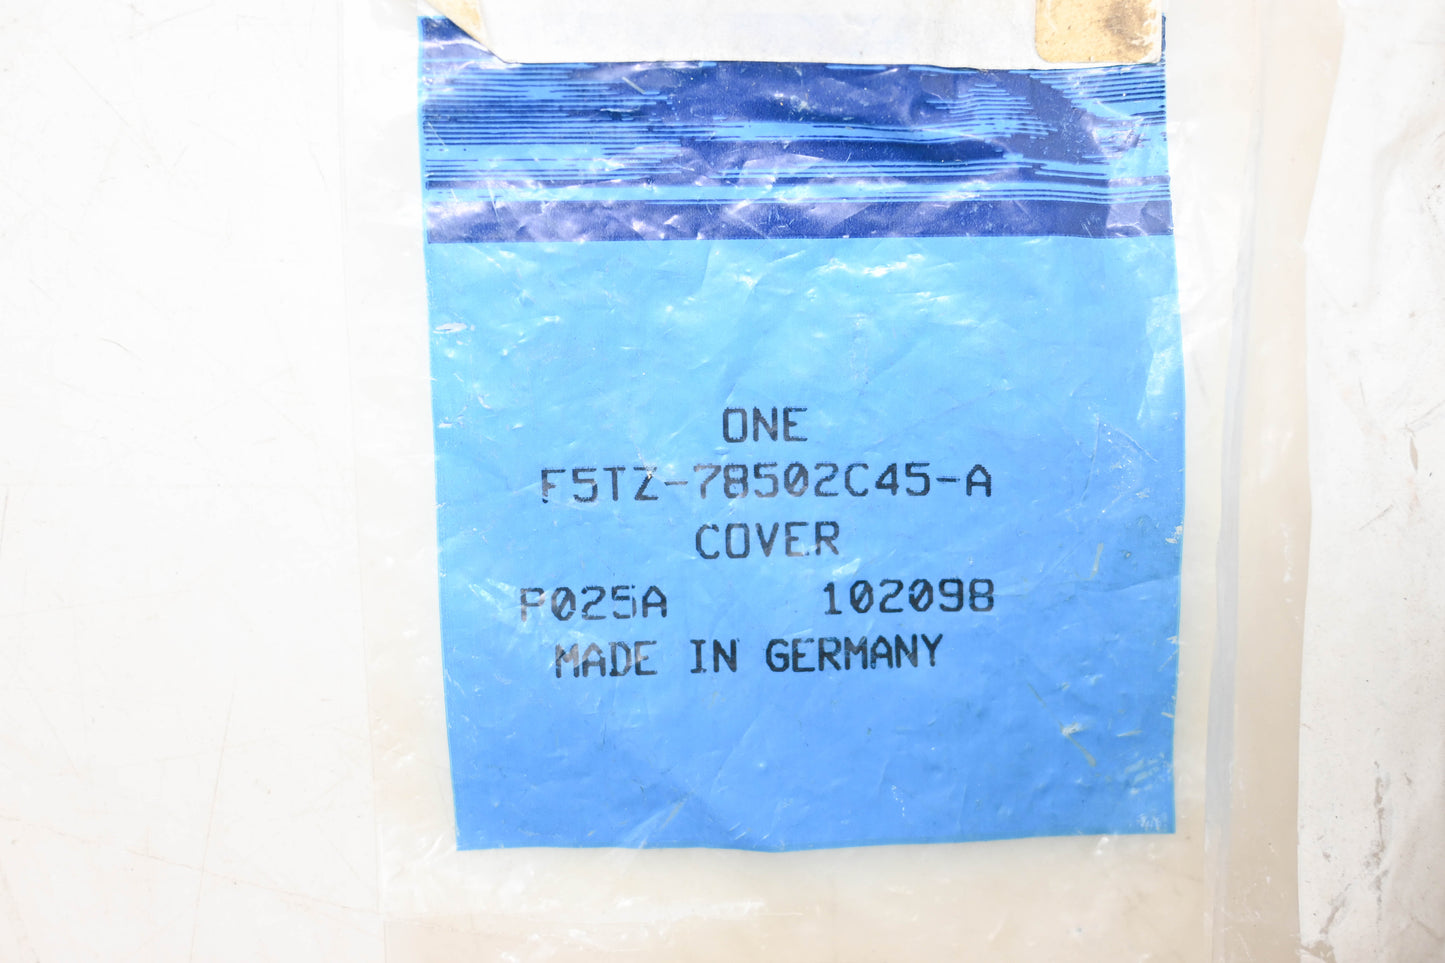 ONE
F5TZ-78502C45-A
COVER
P025A 102098
MADE IN GERMANY